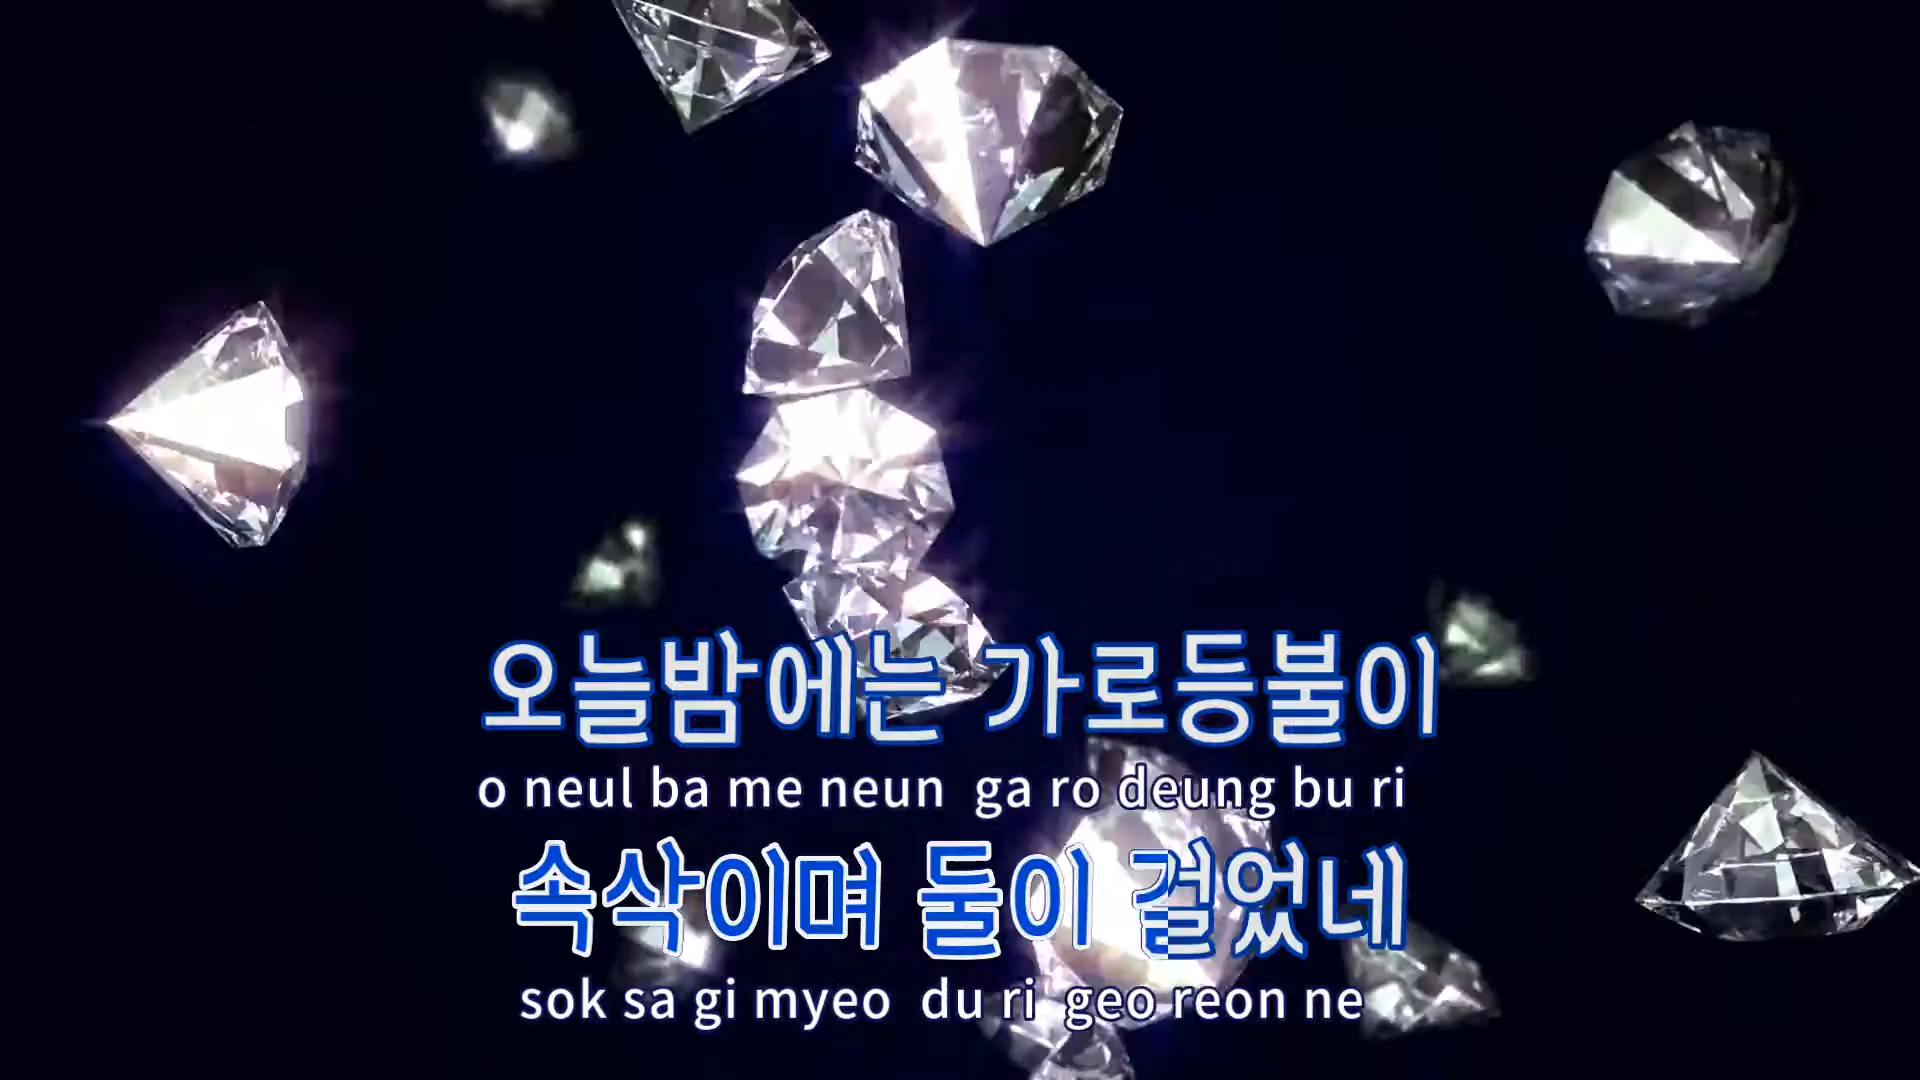 오늘밤에는 가로등불이
o neul ba me neun ga ro deung bu ri
속삭이며 둘이 걸었네
sok sa gi myeo du ri geo reon ne